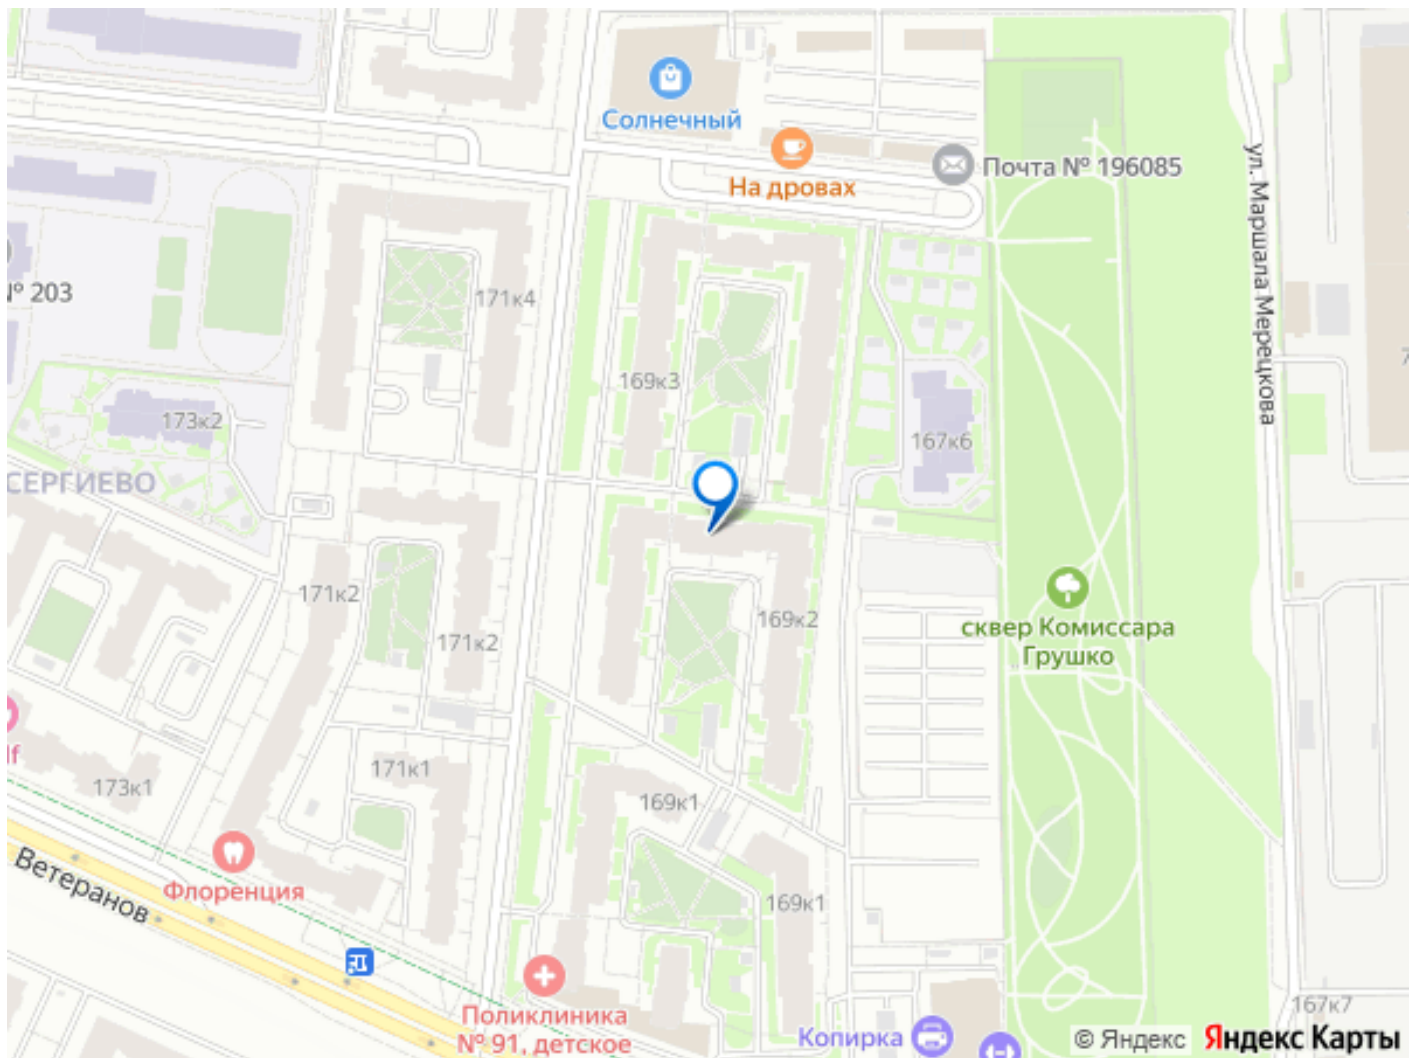 Солнечный
На дровах
Почта № 196085
ул. Маршала Мерецкова
№ 203
171к4
169к3
173к2
167к6
СЕРГИЕВО
171к2
171к2
169к2
сквер Комиссара
Грушко
173к1
171к1
169к1
Флоренция
Ветеранов
169к1
Поликлиника
№ 91, детское
Копирка
167к7
© Яндекс
Яндекс Карты